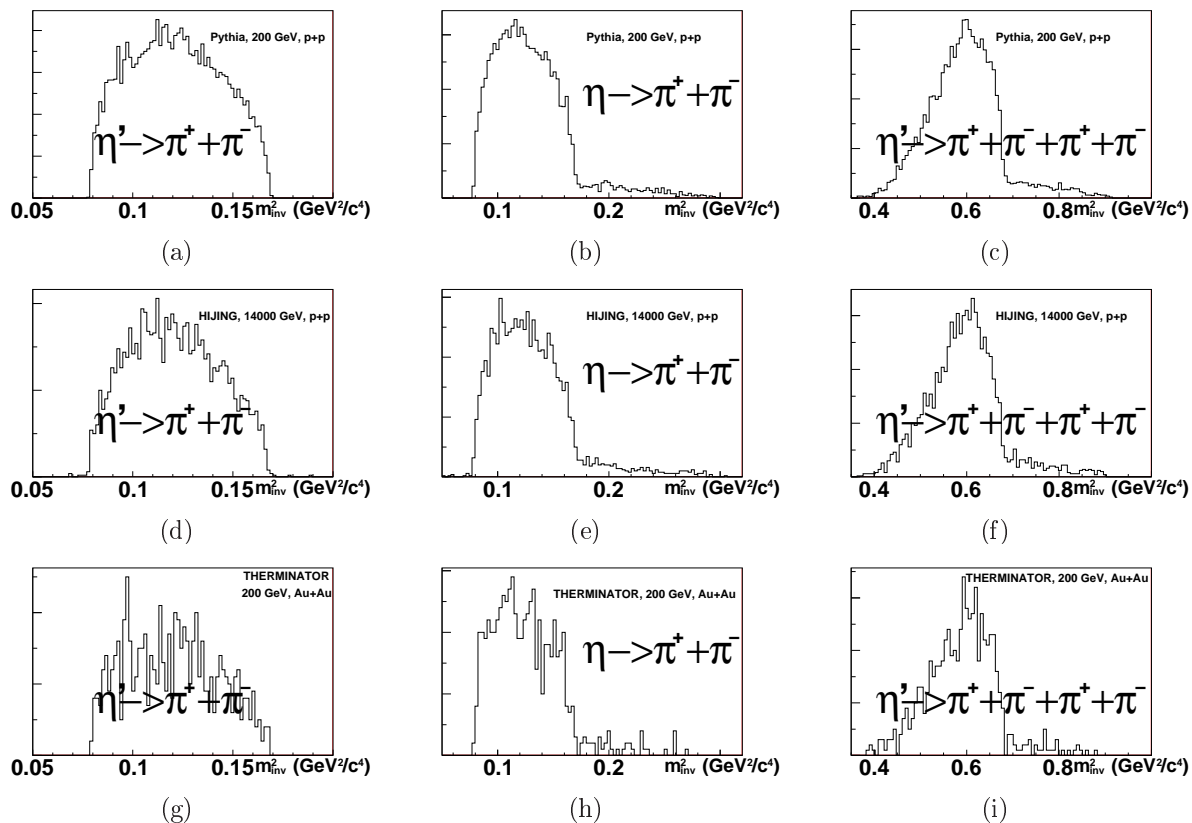 Pythia, 200 GeV, p+p
η'−>π⁺+π⁻
0.05 0.1 0.15 m²inv (GeV²/c⁴)
(a)
Pythia, 200 GeV, p+p
η−>π⁺+π⁻
0.1 0.2 m²inv (GeV²/c⁴)
(b)
Pythia, 200 GeV, p+p
η'−>π⁺+π⁻+π⁺+π⁻
0.4 0.6 0.8 m²inv (GeV²/c⁴)
(c)
HIJING, 14000 GeV, p+p
η'−>π⁺+π⁻
0.05 0.1 0.15 m²inv (GeV²/c⁴)
(d)
HIJING, 14000 GeV, p+p
η−>π⁺+π⁻
0.1 0.2 m²inv (GeV²/c⁴)
(e)
HIJING, 14000 GeV, p+p
η'−>π⁺+π⁻+π⁺+π⁻
0.4 0.6 0.8 m²inv (GeV²/c⁴)
(f)
THERMINATOR
200 GeV, Au+Au
η'−>π⁺+π⁻
0.05 0.1 0.15 m²inv (GeV²/c⁴)
(g)
THERMINATOR, 200 GeV, Au+Au
η−>π⁺+π⁻
0.1 0.2 m²inv (GeV²/c⁴)
(h)
THERMINATOR, 200 GeV, Au+Au
η'−>π⁺+π⁻+π⁺+π⁻
0.4 0.6 0.8 m²inv (GeV²/c⁴)
(i)